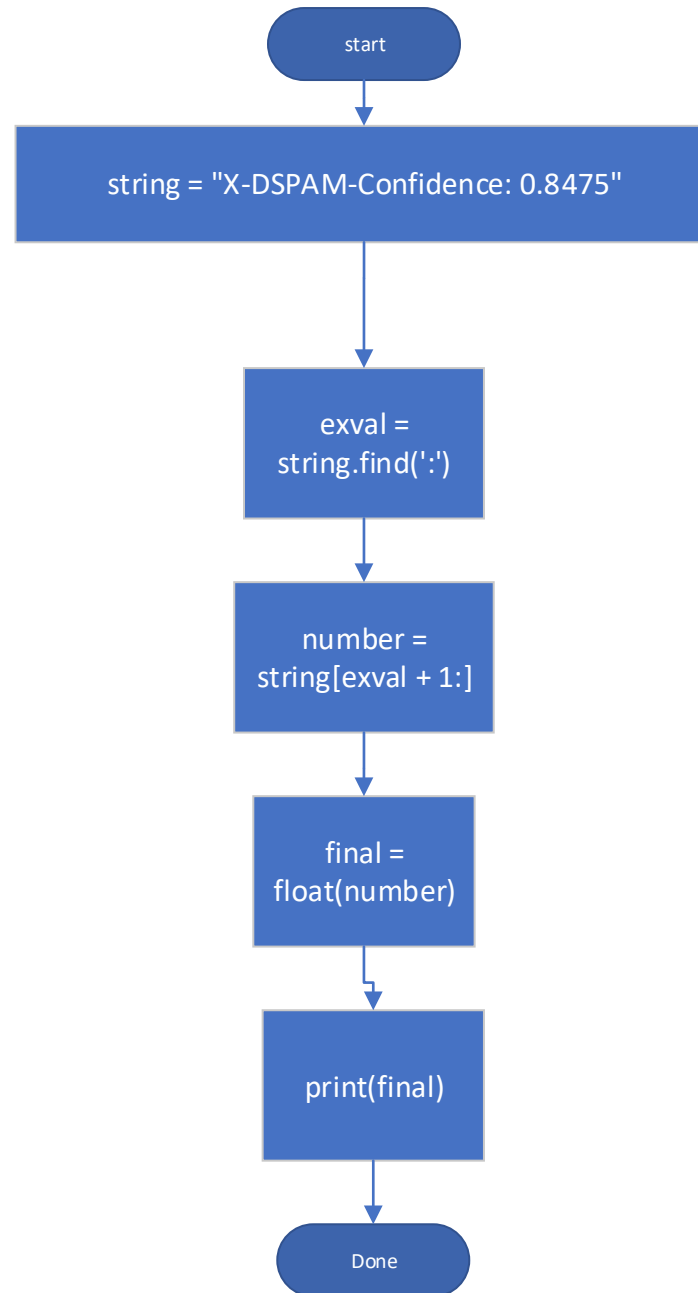 start
string = "X-DSPAM-Confidence: 0.8475"
exval =
string.find(':')
number =
string[exval + 1:]
final =
float(number)
print(final)
Done